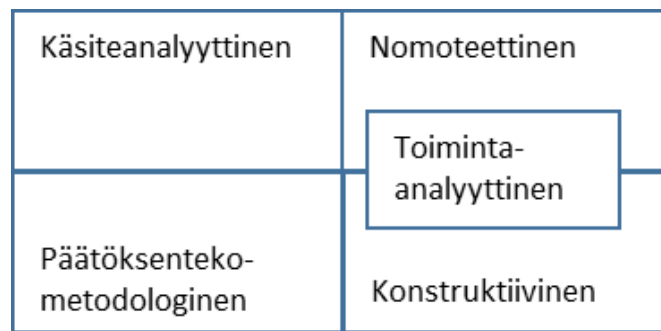 Käsiteanalyyttinen
Nomoteettinen
Toiminta-
analyyttinen
Päätöksenteko-
metodologinen
Konstruktiivinen